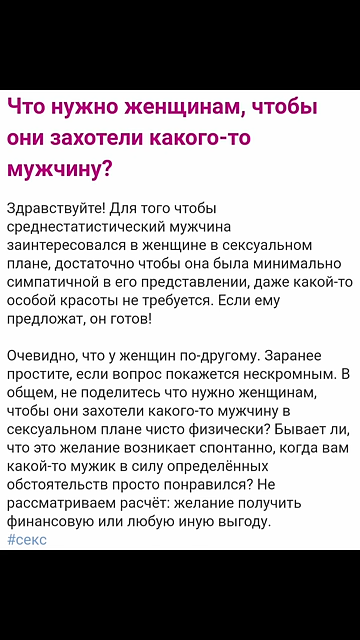 Что нужно женщинам, чтобы
они захотели какого-то
мужчину?
Здравствуйте! Для того чтобы
среднестатистический мужчина
заинтересовался в женщине в сексуальном
плане, достаточно чтобы она была минимально
симпатичной в его представлении, даже какой-то
особой красоты не требуется. Если ему
предложат, он готов!
Очевидно, что у женщин по-другому. Заранее
простите, если вопрос покажется нескромным. В
общем, не поделитесь что нужно женщинам,
чтобы они захотели какого-то мужчину в
сексуальном плане чисто физически? Бывает ли,
что это желание возникает спонтанно, когда вам
какой-то мужик в силу определённых
обстоятельств просто понравился? Не
рассматриваем расчёт: желание получить
финансовую или любую иную выгоду.
#секс